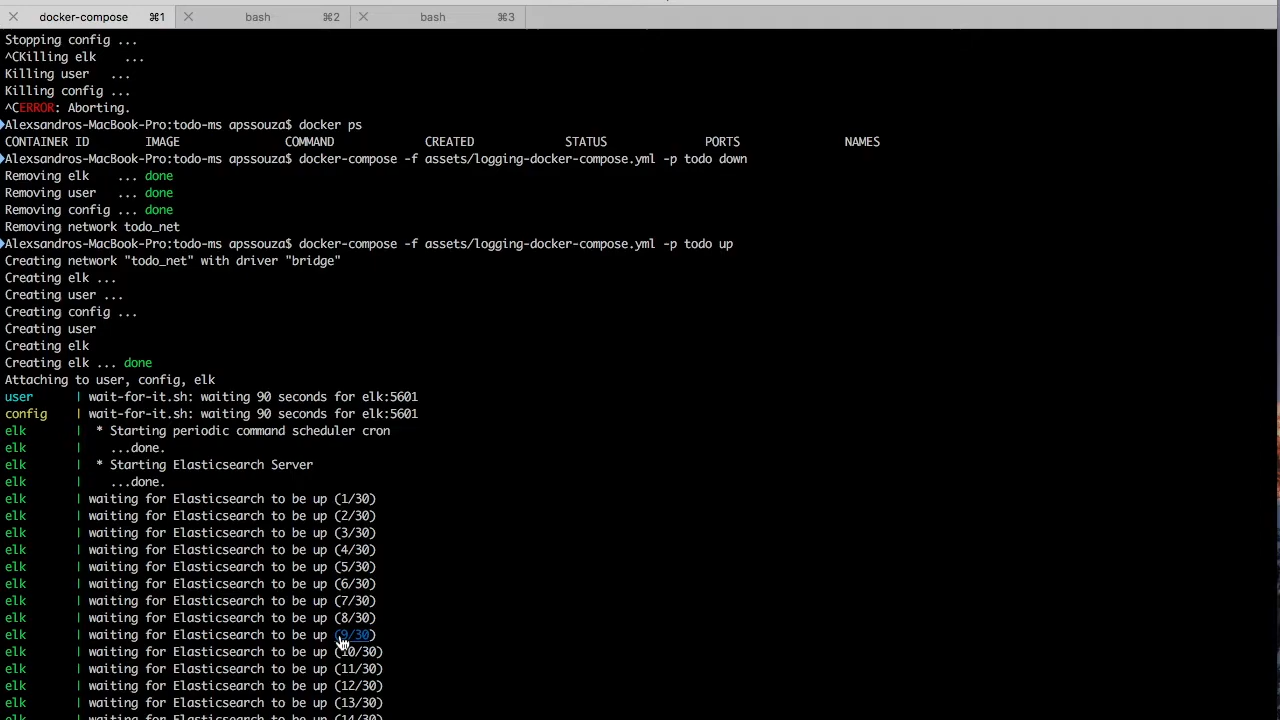 docker-compose ⌘1 bash ⌘2 bash ⌘3
Stopping config ...
^CKilling elk    ...
Killing user   ...
Killing config ...
^CERROR: Aborting.
Alexsandros-MacBook-Pro:todo-ms apssouza$ docker ps
CONTAINER ID        IMAGE               COMMAND             CREATED             STATUS              PORTS               NAMES
Alexsandros-MacBook-Pro:todo-ms apssouza$ docker-compose -f assets/logging-docker-compose.yml -p todo down
Removing elk    ... done
Removing user   ... done
Removing config ... done
Removing network todo_net
Alexsandros-MacBook-Pro:todo-ms apssouza$ docker-compose -f assets/logging-docker-compose.yml -p todo up
Creating network "todo_net" with driver "bridge"
Creating elk ...
Creating user ...
Creating config ...
Creating user
Creating elk
Creating elk ... done
Attaching to user, config, elk
user      | wait-for-it.sh: waiting 90 seconds for elk:5601
config    | wait-for-it.sh: waiting 90 seconds for elk:5601
elk       |  * Starting periodic command scheduler cron
elk       |    ...done.
elk       |  * Starting Elasticsearch Server
elk       |    ...done.
elk       | waiting for Elasticsearch to be up (1/30)
elk       | waiting for Elasticsearch to be up (2/30)
elk       | waiting for Elasticsearch to be up (3/30)
elk       | waiting for Elasticsearch to be up (4/30)
elk       | waiting for Elasticsearch to be up (5/30)
elk       | waiting for Elasticsearch to be up (6/30)
elk       | waiting for Elasticsearch to be up (7/30)
elk       | waiting for Elasticsearch to be up (8/30)
elk       | waiting for Elasticsearch to be up (9/30)
elk       | waiting for Elasticsearch to be up (10/30)
elk       | waiting for Elasticsearch to be up (11/30)
elk       | waiting for Elasticsearch to be up (12/30)
elk       | waiting for Elasticsearch to be up (13/30)
elk       | waiting for Elasticsearch to be up (14/30)